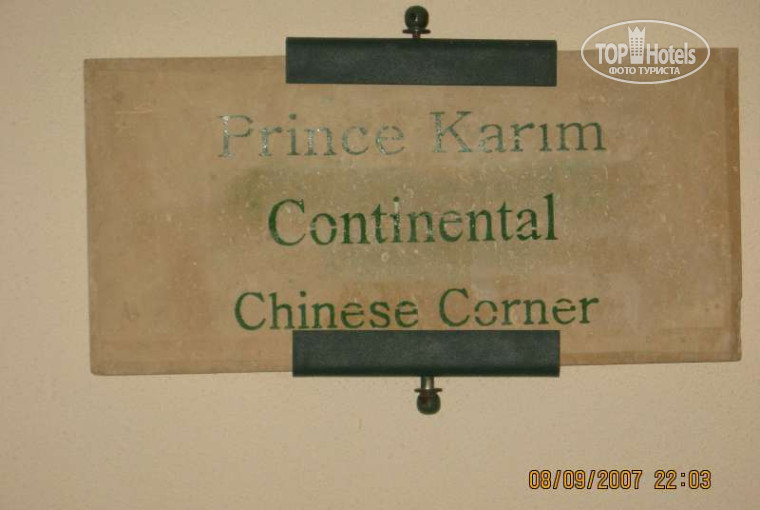 TOP Hotels
ФОТО ТУРИСТА
Prince Karım
Continental
Chinese Corner
08/09/2007 22:03